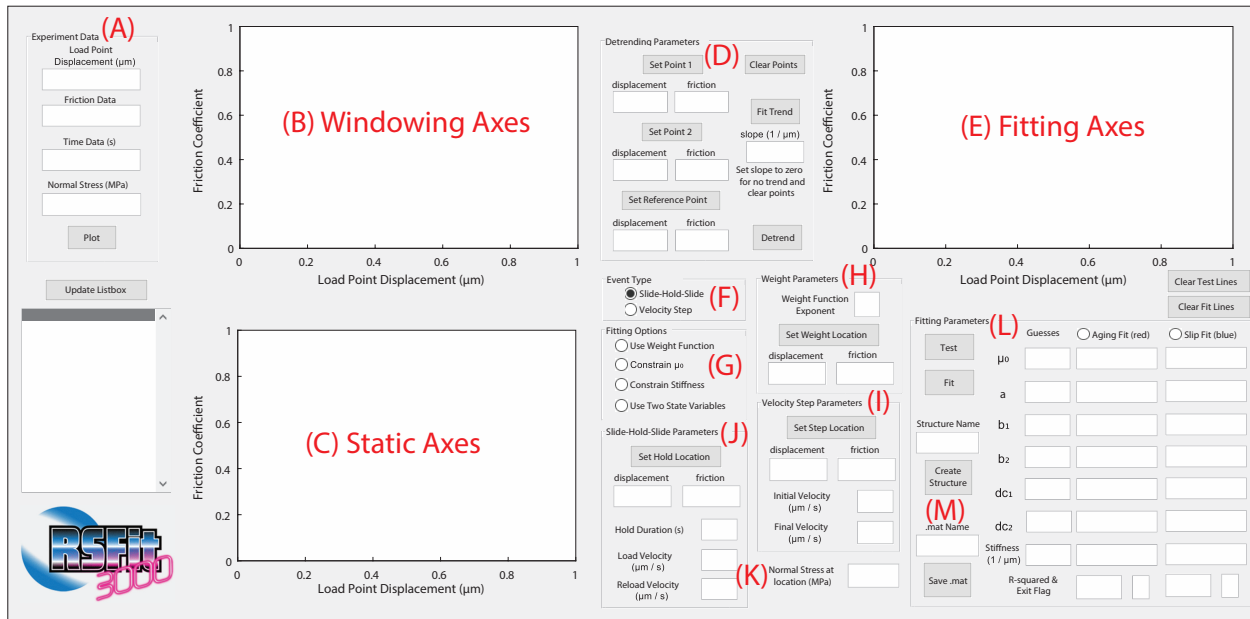 (A)
Experiment Data
Load Point
Displacement (μm)
Friction Data
Time Data (s)
Normal Stress (MPa)
Plot
Update Listbox
RSFit
3000
1
0.8
0.6
0.4
0.2
0
Friction Coefficient
(B) Windowing Axes
0 0.2 0.4 0.6 0.8 1
Load Point Displacement (μm)
1
0.8
0.6
0.4
0.2
0
Friction Coefficient
(C) Static Axes
0 0.2 0.4 0.6 0.8 1
Load Point Displacement (μm)
Detrending Parameters
(D)
Set Point 1
Clear Points
displacement friction
Fit Trend
Set Point 2
slope (1 / μm)
displacement friction
Set slope to zero
for no trend and
clear points
Set Reference Point
displacement friction
Detrend
1
0.8
0.6
0.4
0.2
0
Friction Coefficient
(E) Fitting Axes
0 0.2 0.4 0.6 0.8 1
Load Point Displacement (μm)
Event Type
Slide-Hold-Slide
(F)
Velocity Step
Fitting Options
Use Weight Function
Constrain μ₀
(G)
Constrain Stiffness
Use Two State Variables
Slide-Hold-Slide Parameters
(J)
Set Hold Location
displacement friction
Hold Duration (s)
Load Velocity
(μm / s)
Reload Velocity
(μm / s)
Weight Parameters
(H)
Weight Function
Exponent
Set Weight Location
displacement friction
Velocity Step Parameters
(I)
Set Step Location
displacement friction
Initial Velocity
(μm / s)
Final Velocity
(μm / s)
(K)
Normal Stress at
location (MPa)
Clear Test Lines
Clear Fit Lines
Fitting Parameters
(L)
Guesses Aging Fit (red) Slip Fit (blue)
Test
μ₀
Fit
a
Structure Name
b₁
b₂
Create
Structure
dc₁
(M)
.mat Name
dc₂
Stiffness
(1 / μm)
Save .mat
R-squared &
Exit Flag